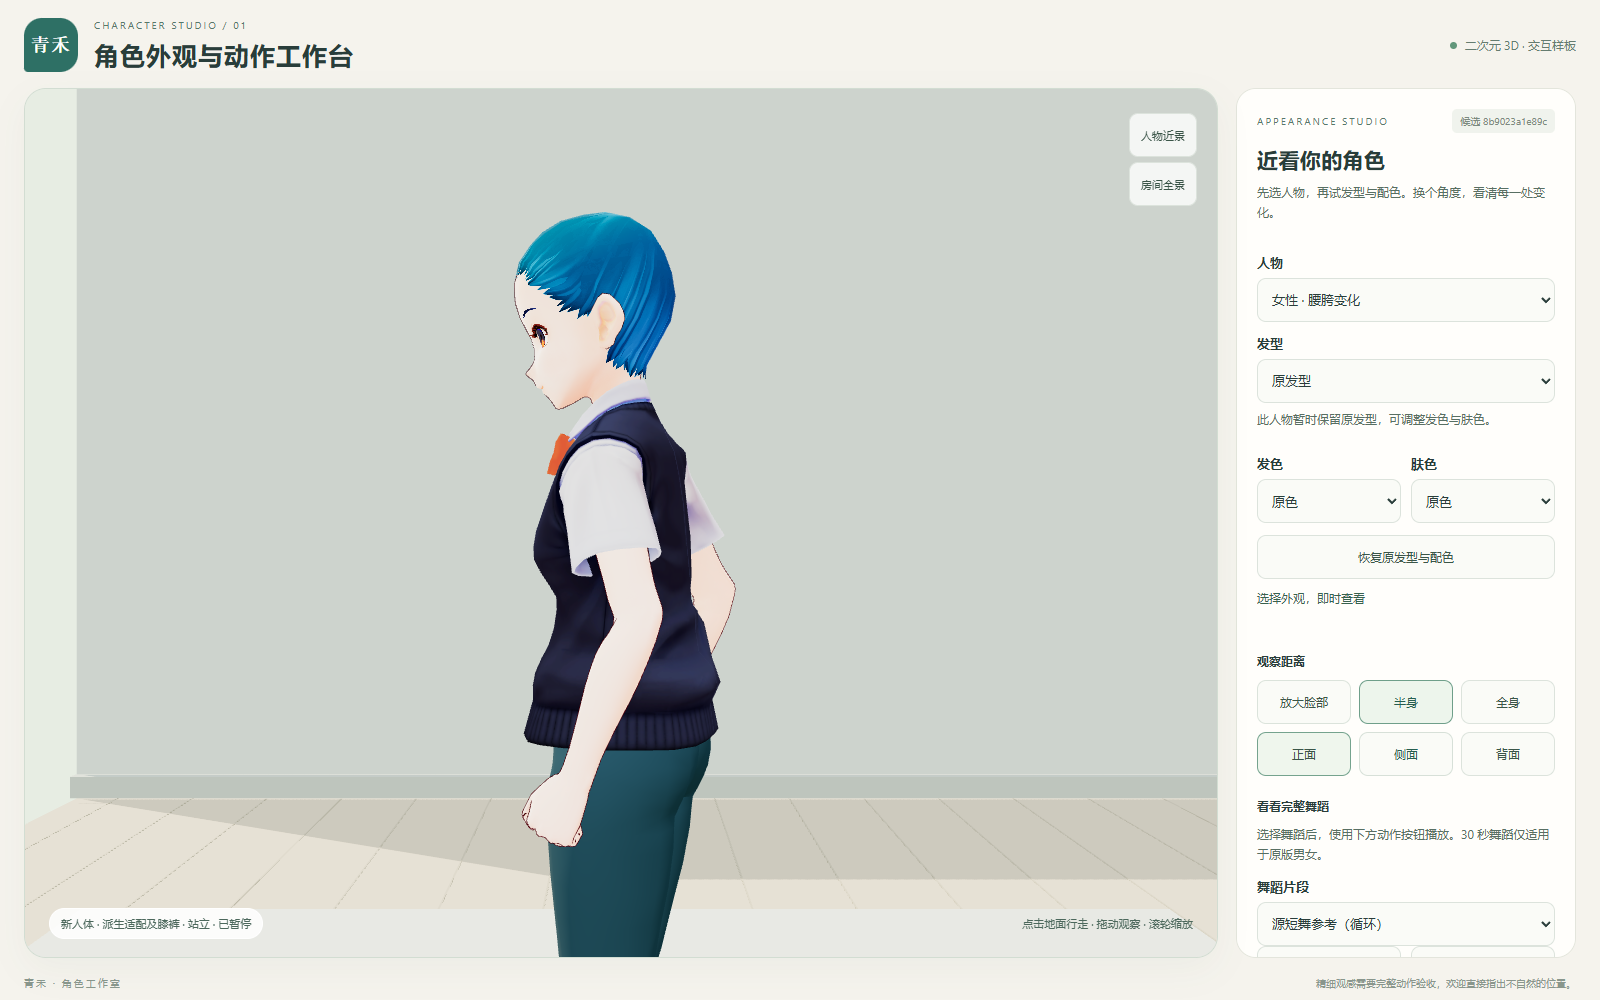 青禾
CHARACTER STUDIO / 01
角色外观与动作工作台
二次元 3D · 交互样板
人物近景
房间全景
新人体 · 派生适配及膝裤 · 站立 · 已暂停
点击地面行走 · 拖动观察 · 滚轮缩放
APPEARANCE STUDIO
候选 8b9023a1e89c
近看你的角色
先选人物，再试发型与配色。换个角度，看清每一处变
化。
人物
女性 · 腰胯变化
发型
原发型
此人物暂时保留原发型，可调整发色与肤色。
发色
肤色
原色
原色
恢复原发型与配色
选择外观，即时查看
观察距离
放大脸部
半身
全身
正面
侧面
背面
看看完整舞蹈
选择舞蹈后，使用下方动作按钮播放。30 秒舞蹈仅适用
于原版男女。
舞蹈片段
源短舞参考（循环）
青禾 · 角色工作室
精细观感需要完整动作验收，欢迎直接指出不自然的位置。